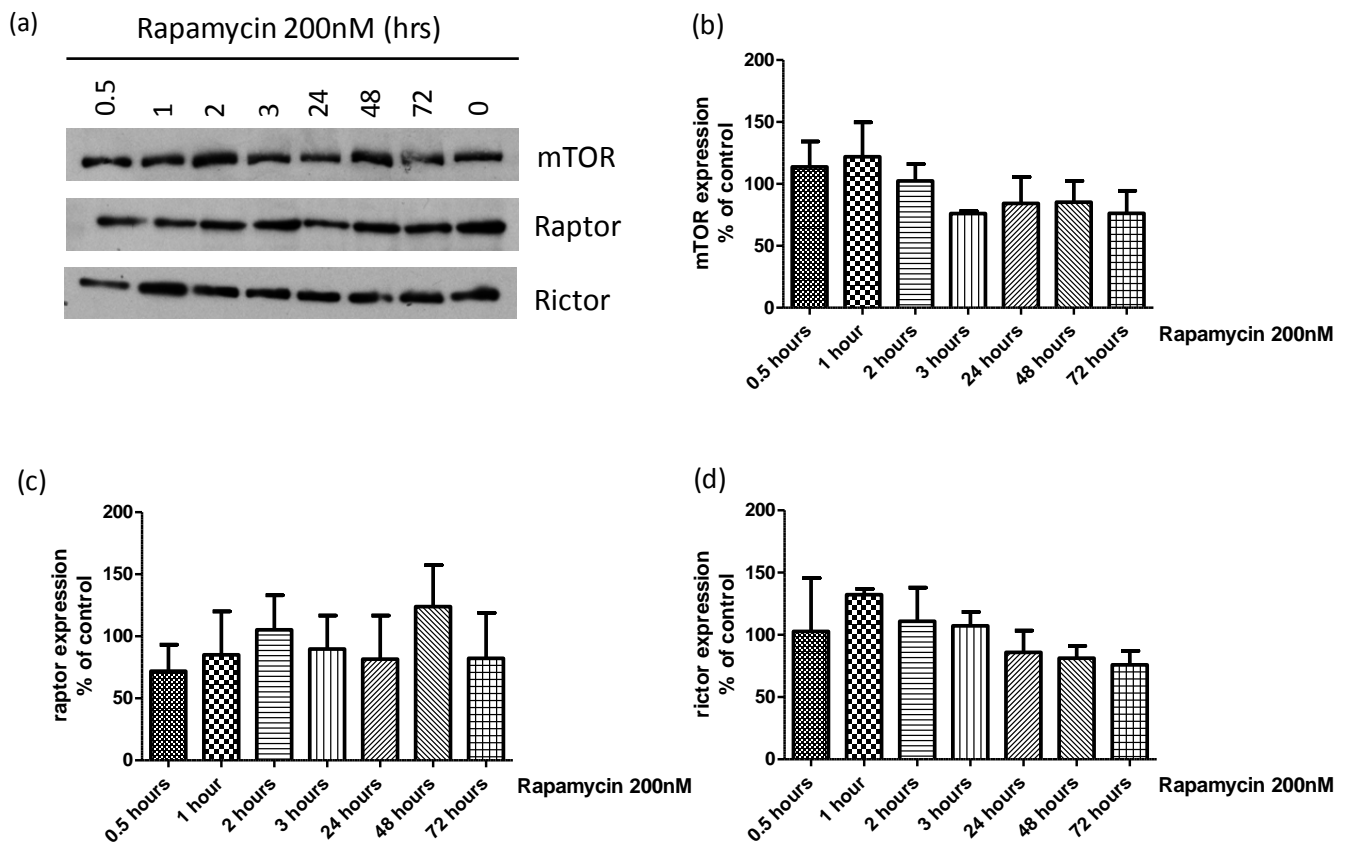 (a)
Rapamycin 200nM (hrs)
0.5 1 2 3 24 48 72 0
mTOR
Raptor
Rictor
(b)
mTOR expression
% of control
200
150
100
50
0
0.5 hours 1 hour 2 hours 3 hours 24 hours 48 hours 72 hours
Rapamycin 200nM
(c)
raptor expression
% of control
200
150
100
50
0
0.5 hours 1 hour 2 hours 3 hours 24 hours 48 hours 72 hours
Rapamycin 200nM
(d)
rictor expression
% of control
200
150
100
50
0
0.5 hours 1 hour 2 hours 3 hours 24 hours 48 hours 72 hours
Rapamycin 200nM